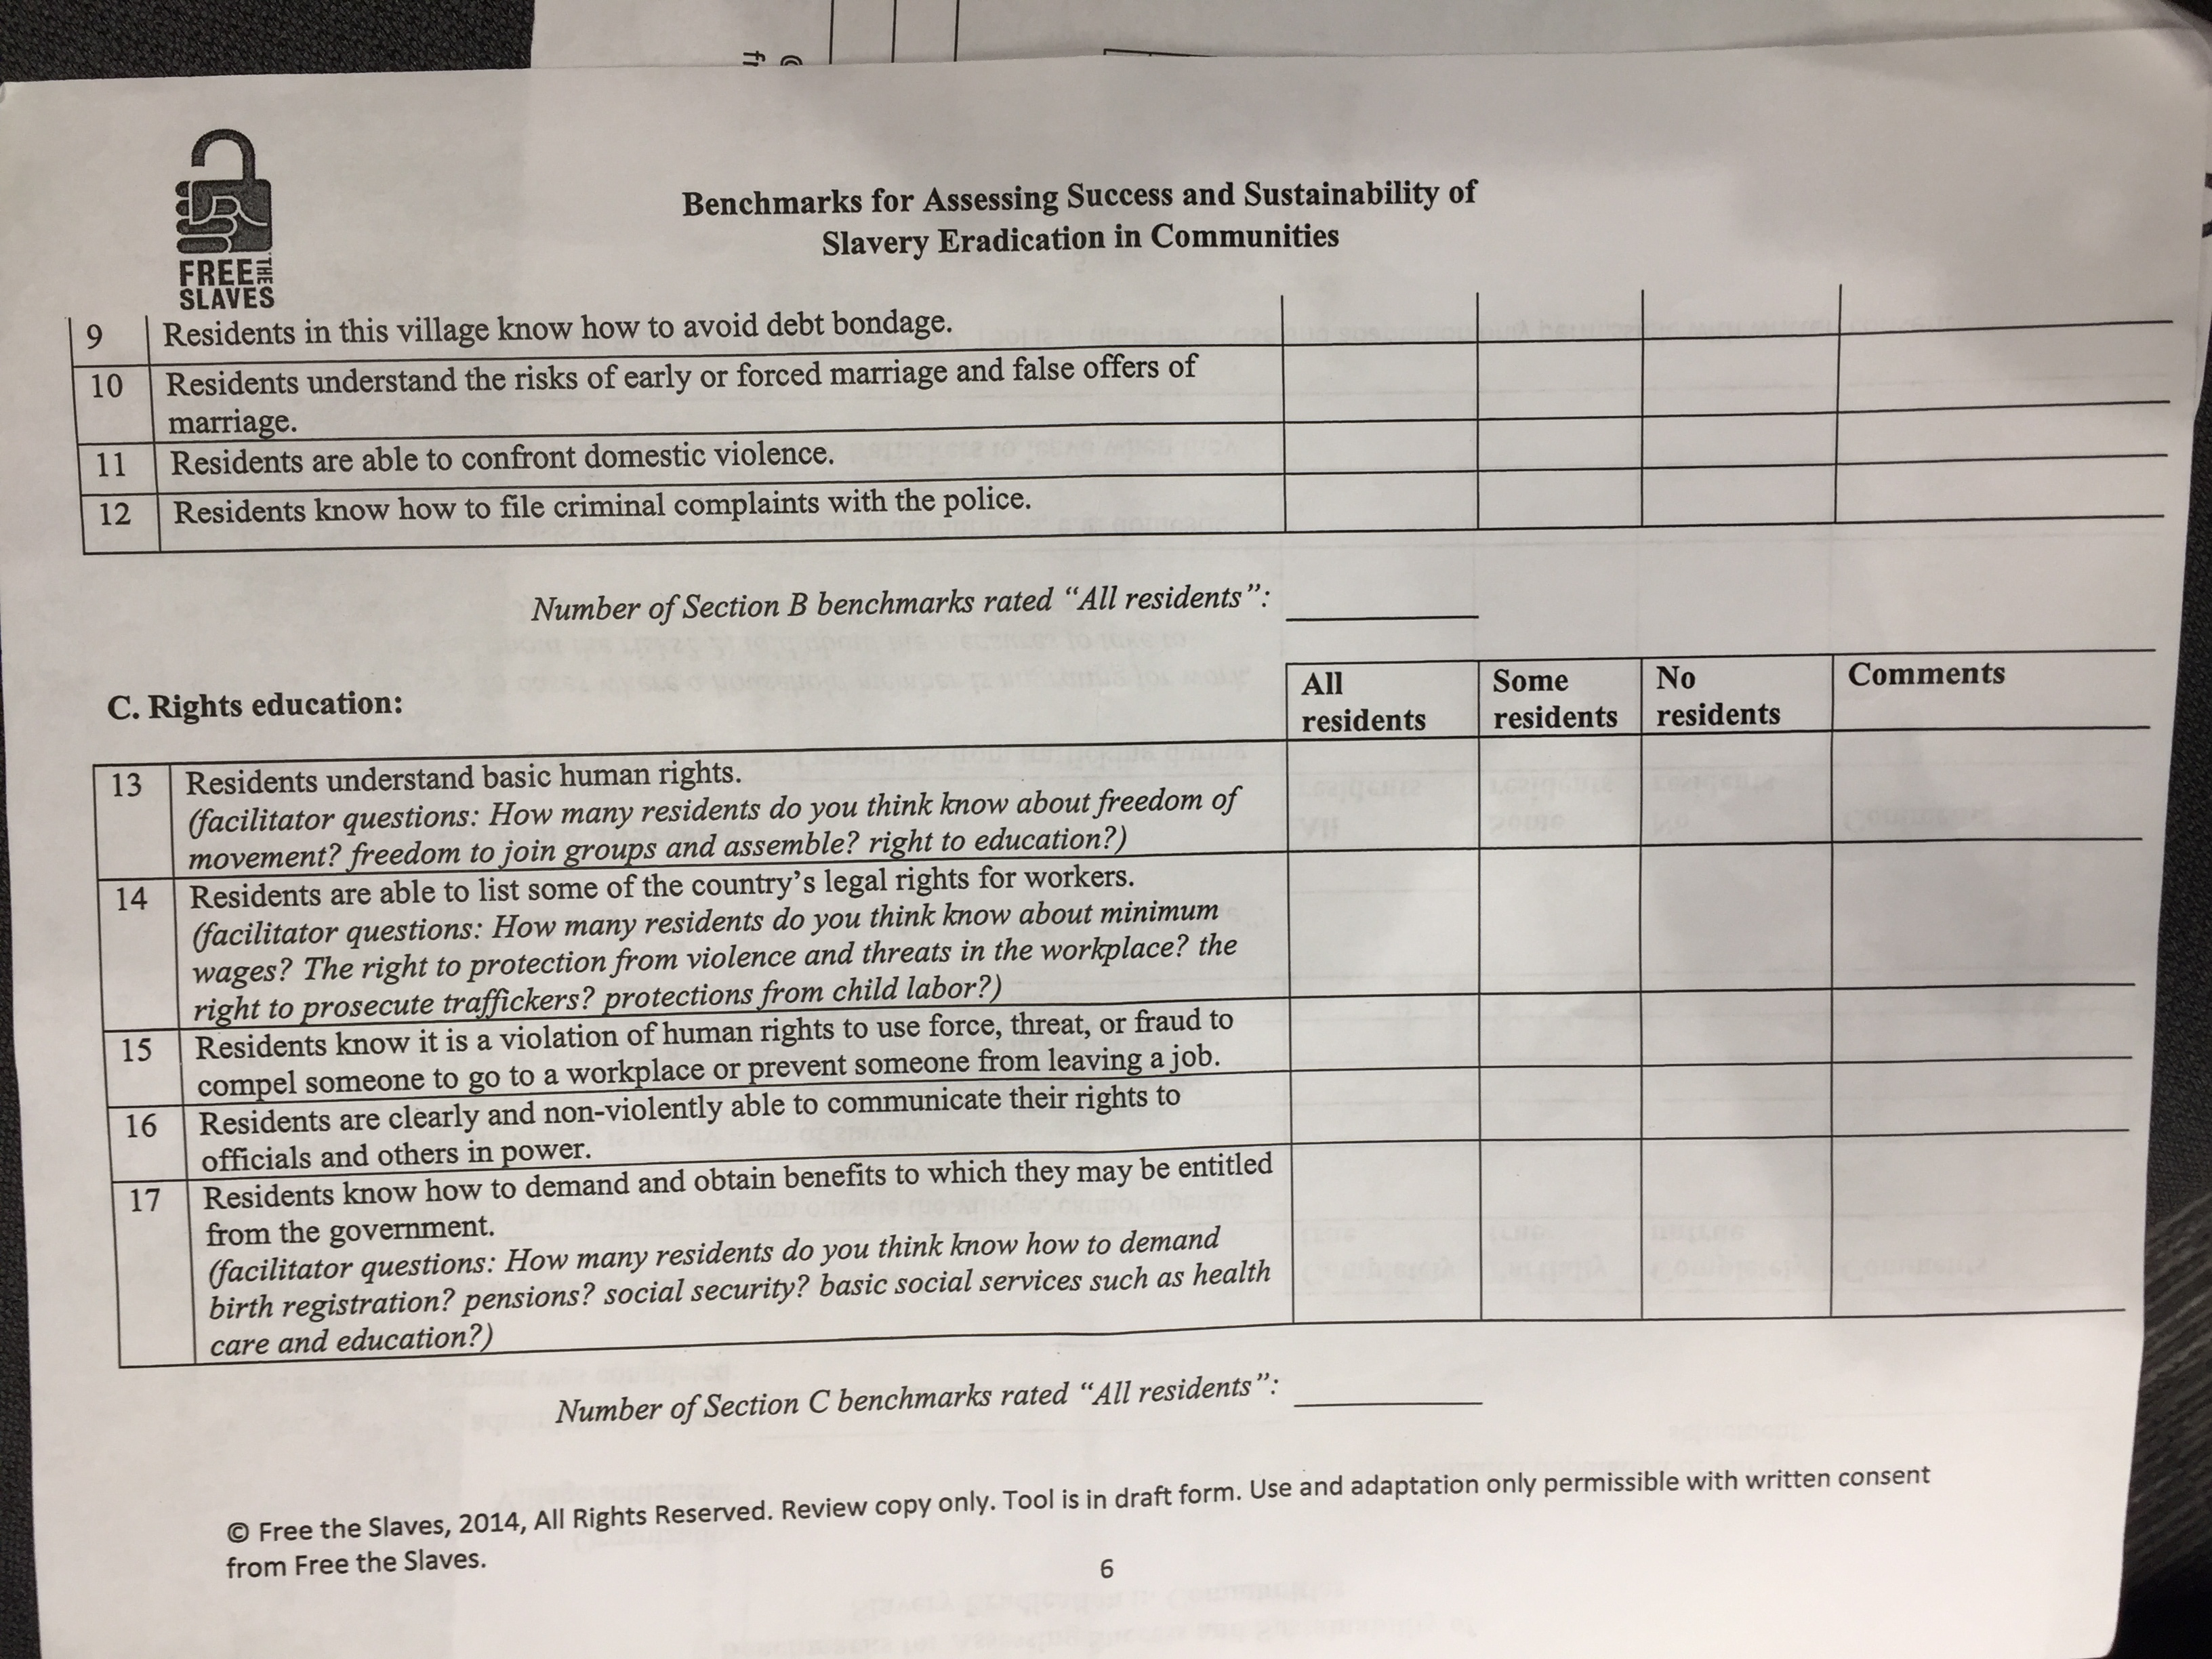 FREE THE
SLAVES
Benchmarks for Assessing Success and Sustainability of
Slavery Eradication in Communities
9 Residents in this village know how to avoid debt bondage.
10 Residents understand the risks of early or forced marriage and false offers of
marriage.
11 Residents are able to confront domestic violence.
12 Residents know how to file criminal complaints with the police.
Number of Section B benchmarks rated “All residents”:
C. Rights education:
All
residents
Some
residents
No
residents
Comments
13 Residents understand basic human rights.
(facilitator questions: How many residents do you think know about freedom of
movement? freedom to join groups and assemble? right to education?)
14 Residents are able to list some of the country’s legal rights for workers.
(facilitator questions: How many residents do you think know about minimum
wages? The right to protection from violence and threats in the workplace? the
right to prosecute traffickers? protections from child labor?)
15 Residents know it is a violation of human rights to use force, threat, or fraud to
compel someone to go to a workplace or prevent someone from leaving a job.
16 Residents are clearly and non-violently able to communicate their rights to
officials and others in power.
17 Residents know how to demand and obtain benefits to which they may be entitled
from the government.
(facilitator questions: How many residents do you think know how to demand
birth registration? pensions? social security? basic social services such as health
care and education?)
Number of Section C benchmarks rated “All residents”:
© Free the Slaves, 2014, All Rights Reserved. Review copy only. Tool is in draft form. Use and adaptation only permissible with written consent
from Free the Slaves.
6